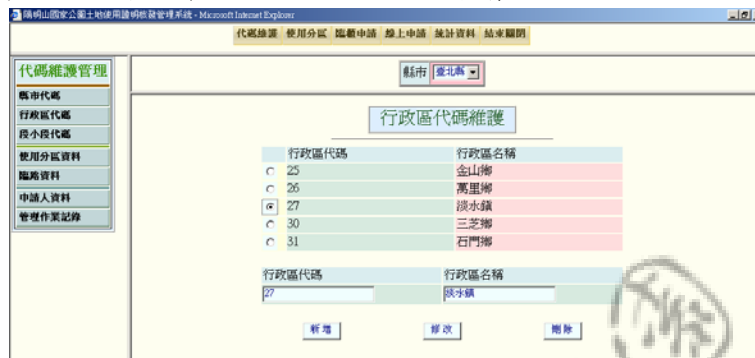 陽明山國家公園土地使用證明核發管理系統 - Microsoft Internet Explorer
代碼維護 使用分區 臨櫃申請 線上申請 統計資料 結束關閉
代碼維護管理
縣市代碼
行政區代碼
段小段代碼
使用分區資料
臨路資料
申請人資料
管理作業記錄
縣市 臺北縣
行政區代碼維護
行政區代碼 行政區名稱
25 金山鄉
26 萬里鄉
27 淡水鎮
30 三芝鄉
31 石門鄉
行政區代碼 行政區名稱
27 淡水鎮
新增 修改 刪除